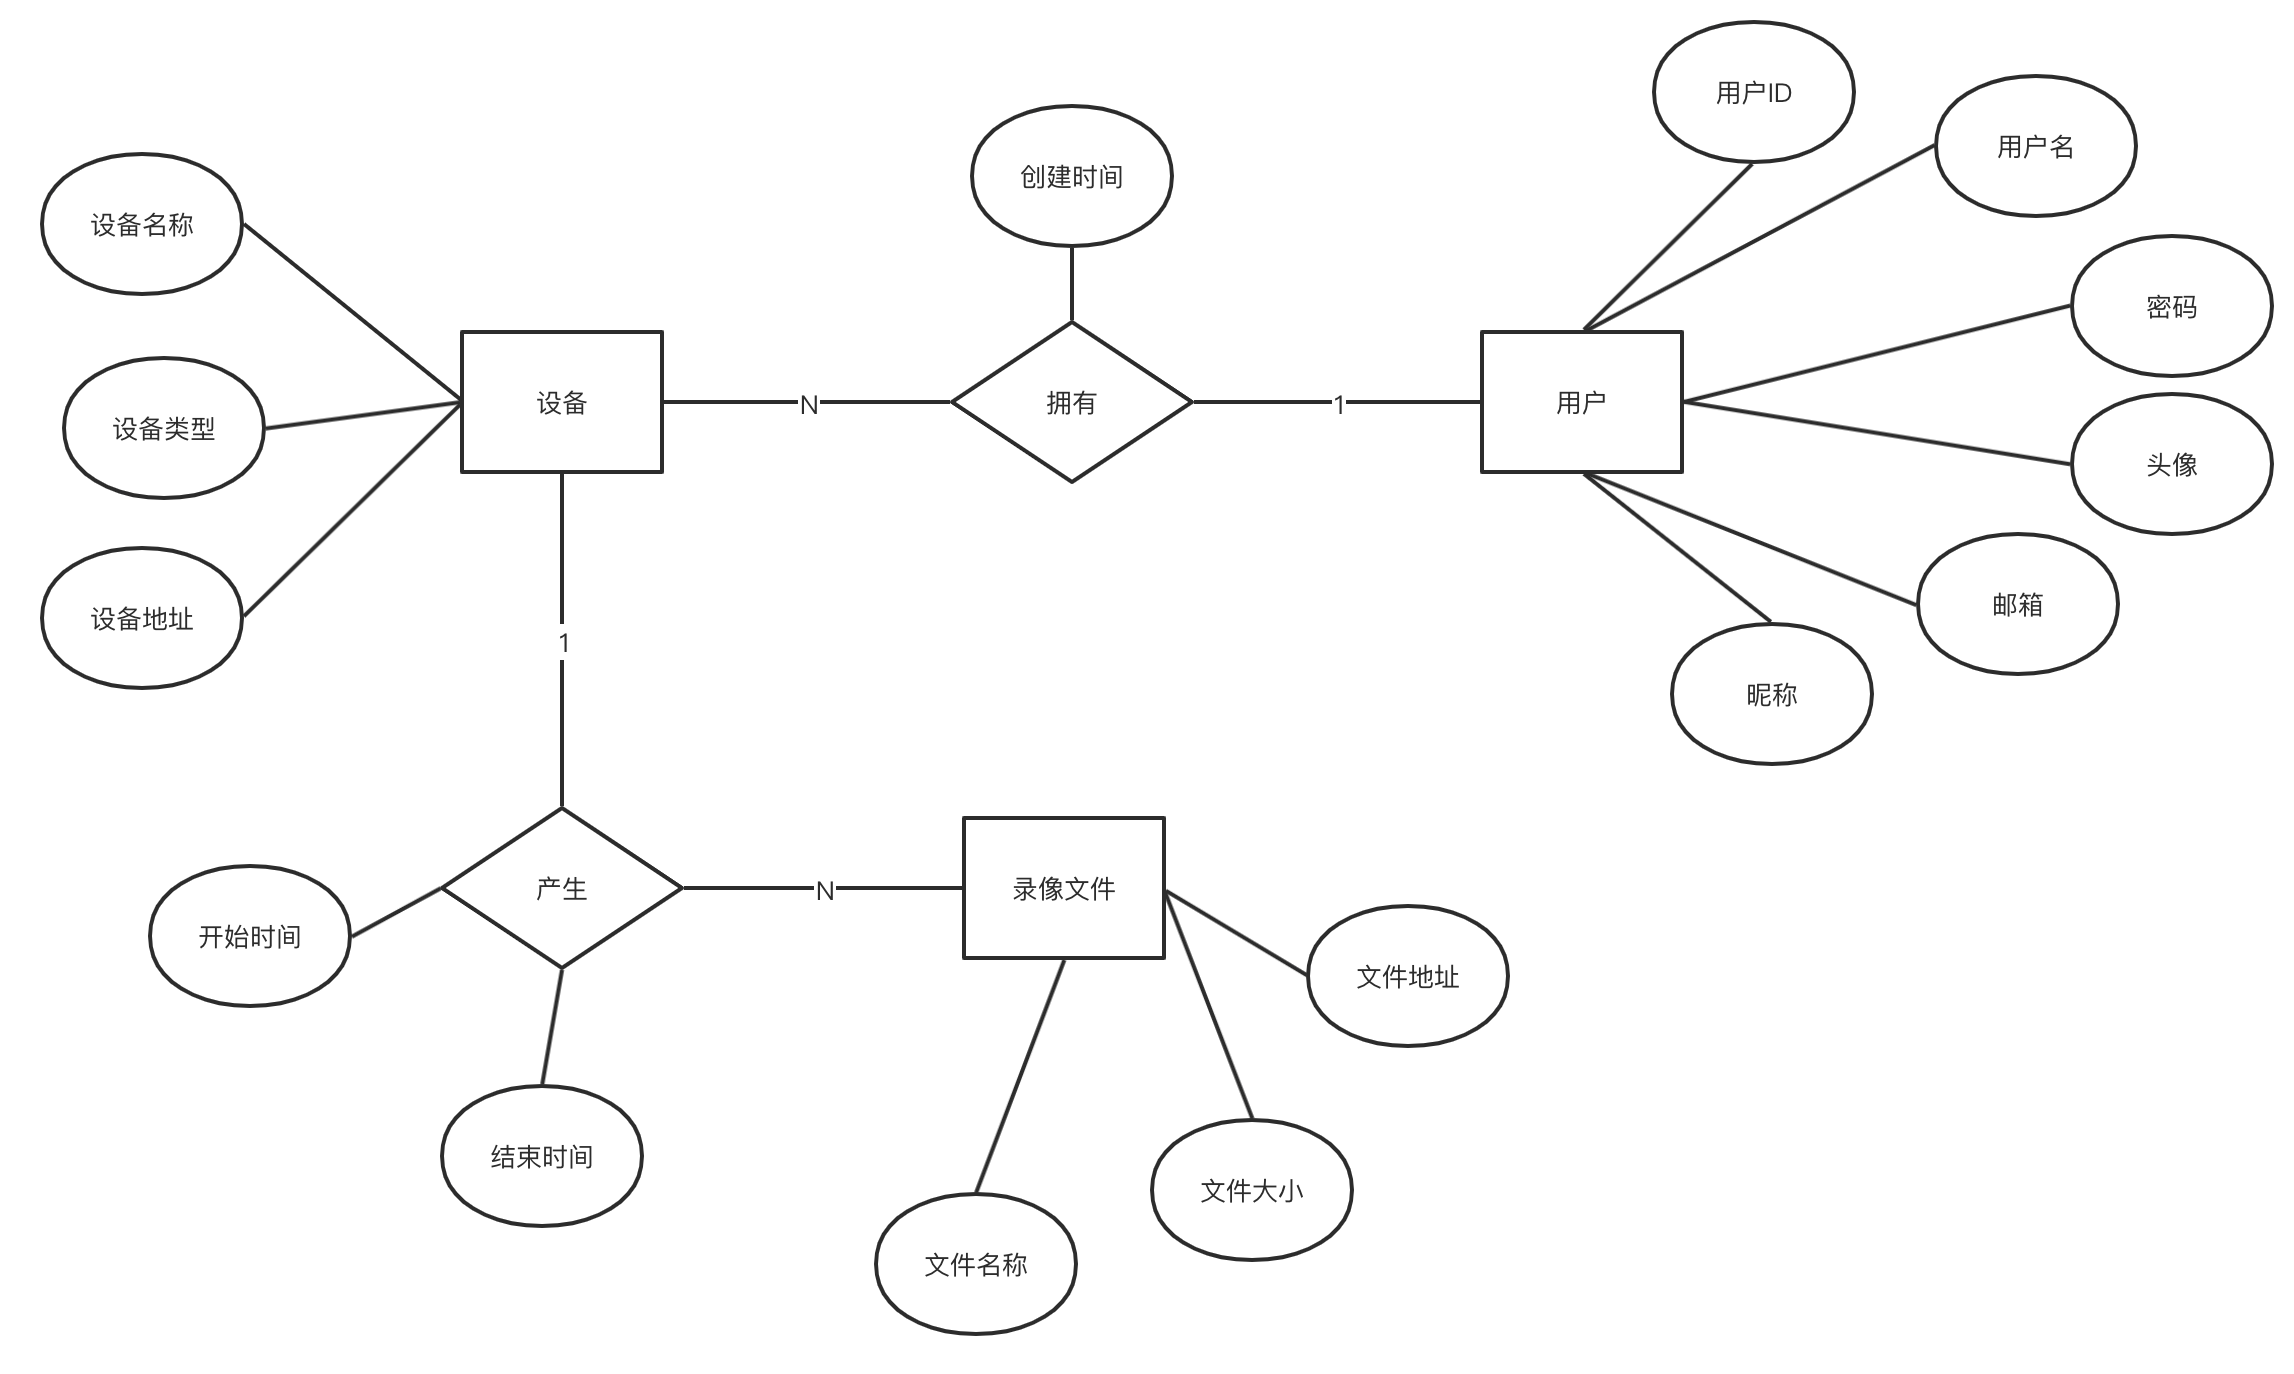 用户ID
用户名
创建时间
设备名称
密码
设备
N
拥有
1
用户
设备类型
头像
设备地址
邮箱
1
昵称
产生
N
录像文件
开始时间
文件地址
结束时间
文件大小
文件名称